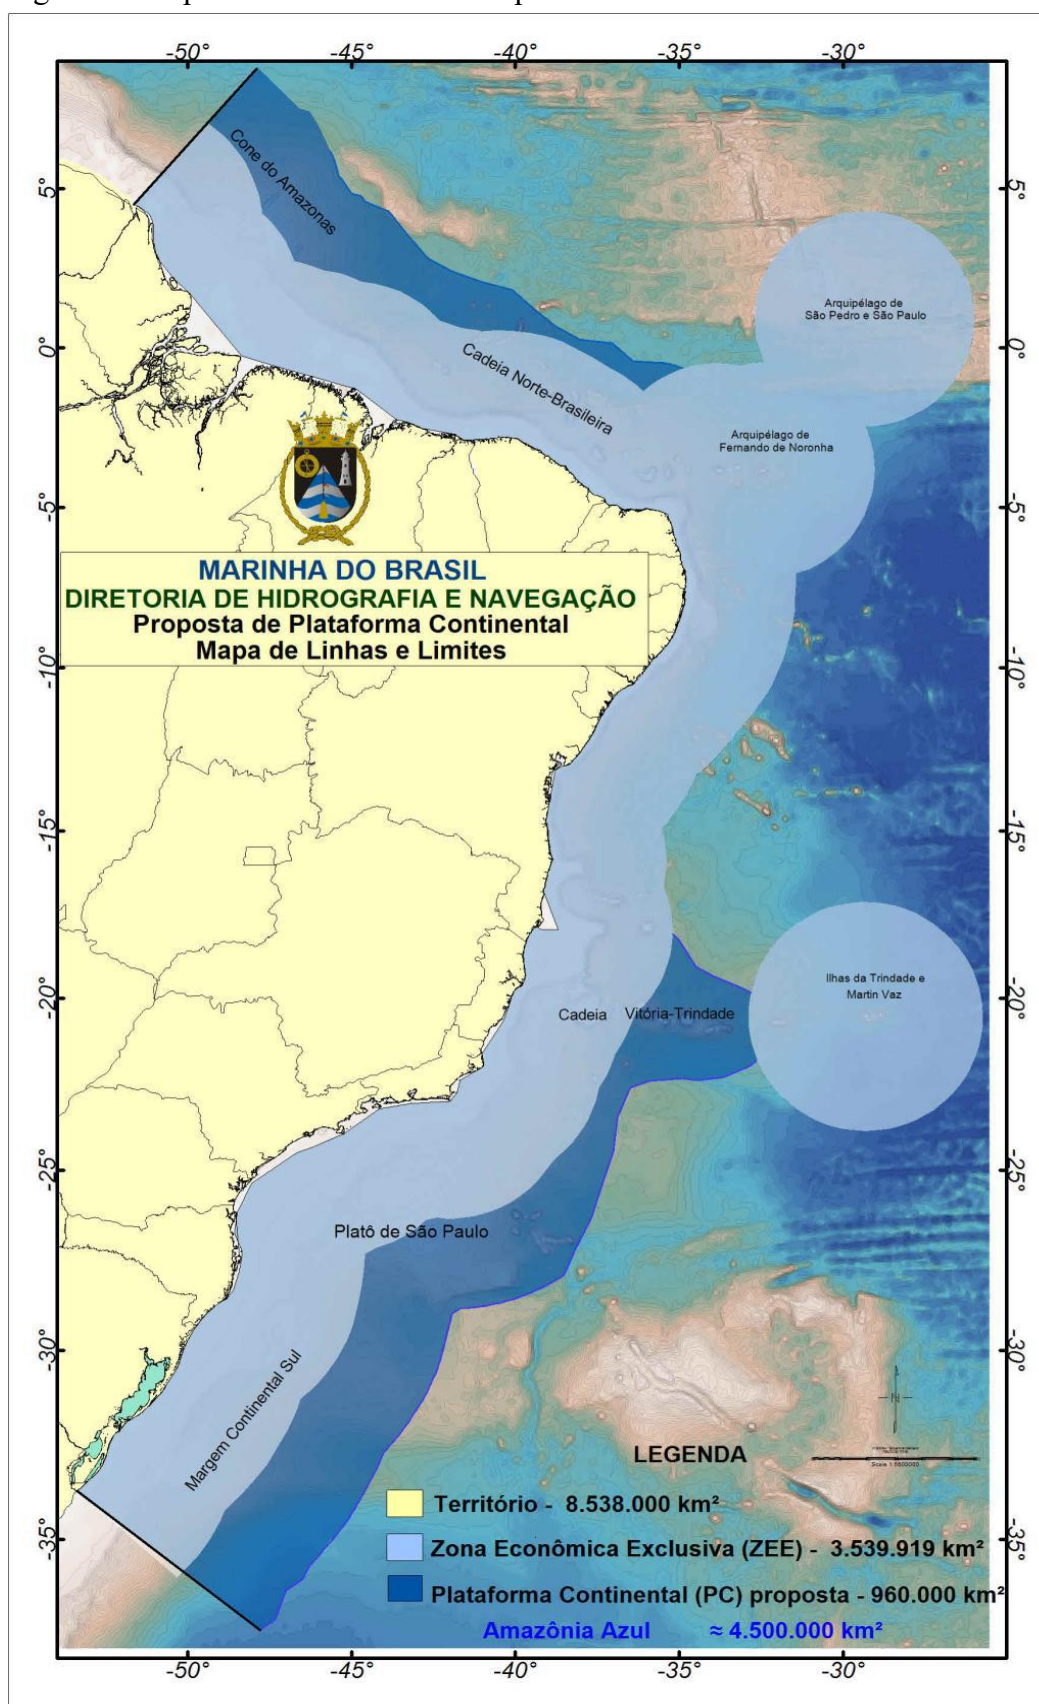 -50°
-45°
-40°
-35°
-30°
5°
0°
-5°
-10°
-15°
-20°
-25°
-30°
-35°
5°
0°
-5°
-10°
-15°
-20°
-25°
-30°
-35°
Cone do Amazonas
Arquipélago de
São Pedro e São Paulo
Cadeia Norte-Brasileira
Arquipélago de
Fernando de Noronha
MARINHA DO BRASIL
DIRETORIA DE HIDROGRAFIA E NAVEGAÇÃO
Proposta de Plataforma Continental
Mapa de Linhas e Limites
Ilhas da Trindade e
Martin Vaz
Cadeia Vitória-Trindade
Platô de São Paulo
Margem Continental Sul
N
LEGENDA
Território - 8.538.000 km²
Zona Econômica Exclusiva (ZEE) - 3.539.919 km²
Plataforma Continental (PC) proposta - 960.000 km²
Amazônia Azul ≈ 4.500.000 km²
-50°
-45°
-40°
-35°
-30°